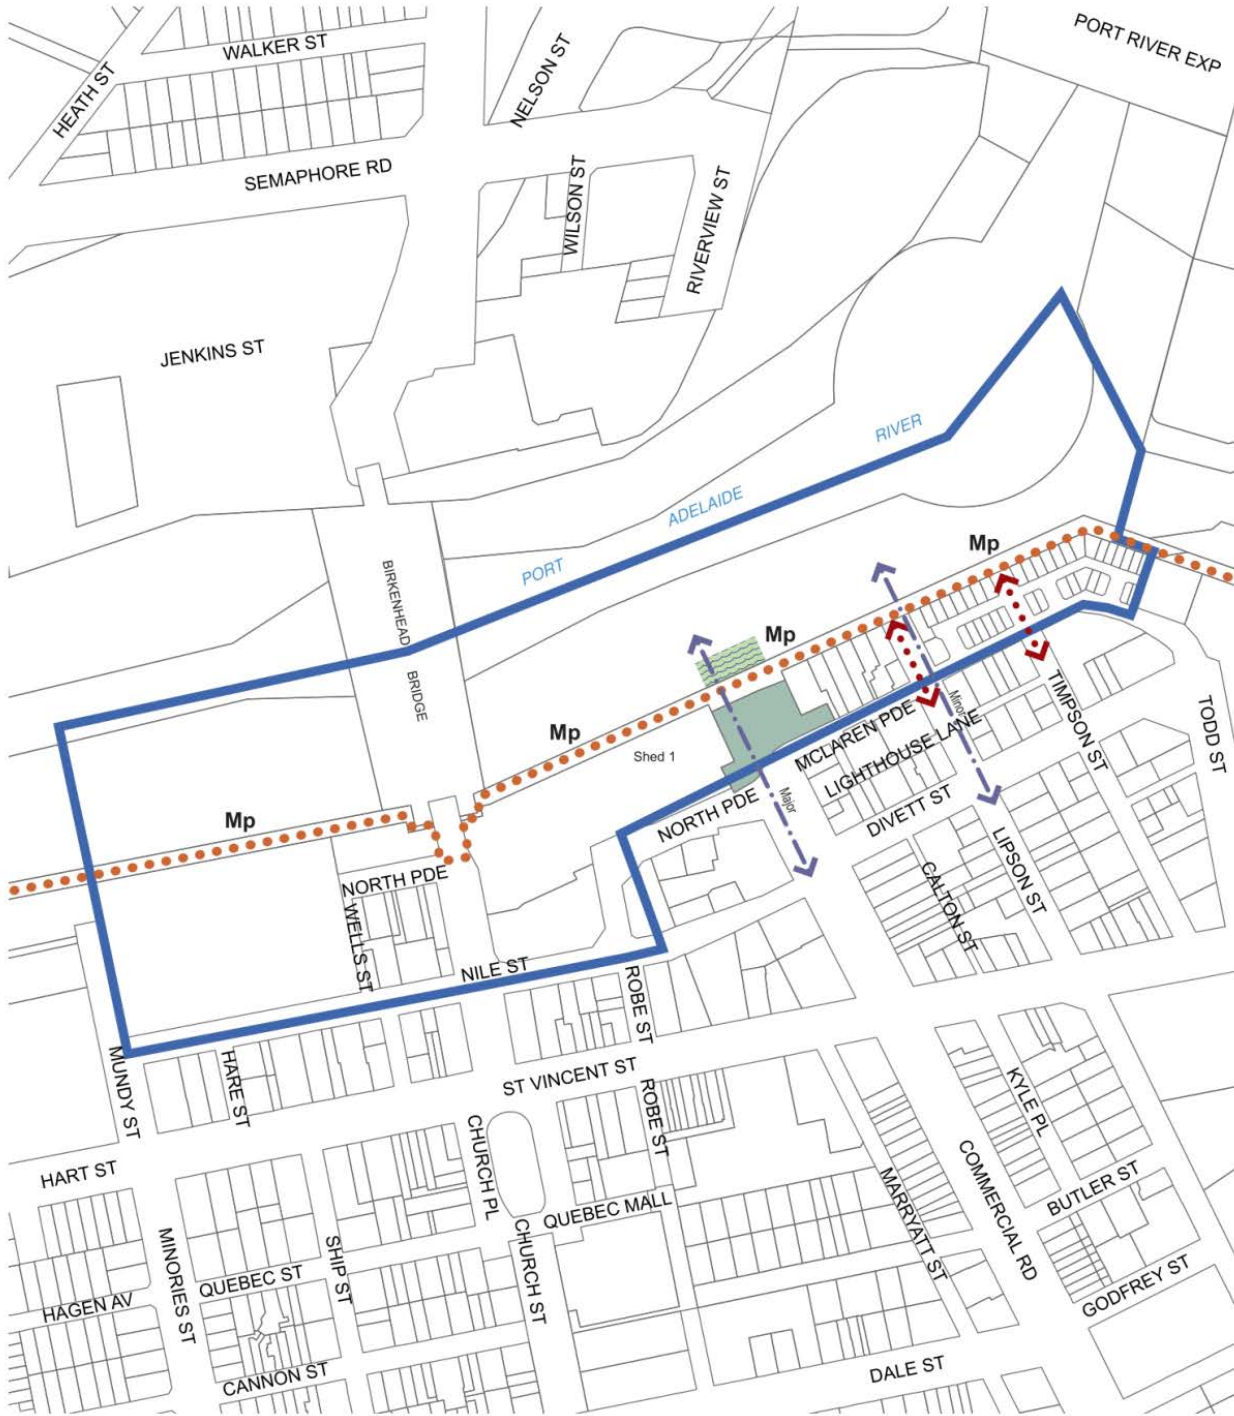 PORT RIVER EXP
WALKER ST
NELSON ST
HEATH ST
SEMAPHORE RD
WILSON ST
RIVERVIEW ST
JENKINS ST
RIVER
ADELAIDE
PORT
BIRKENHEAD
BRIDGE
Mp
Mp
Mp
Mp
Shed 1
Minor
Major
MCLAREN PDE
LIGHTHOUSE LANE
TIMPSON ST
TODD ST
NORTH PDE
DIVETT ST
NORTH PDE
WELLS ST
CALTON ST
LIPSON ST
NILE ST
ROBE ST
MUNDY ST
HARE ST
ST VINCENT ST
ROBE ST
KYLE PL
CHURCH PL
HART ST
COMMERCIAL RD
MARRYATT ST
BUTLER ST
QUEBEC MALL
MINORIES ST
SHIP ST
CHURCH ST
QUEBEC ST
HAGEN AV
GODFREY ST
CANNON ST
DALE ST